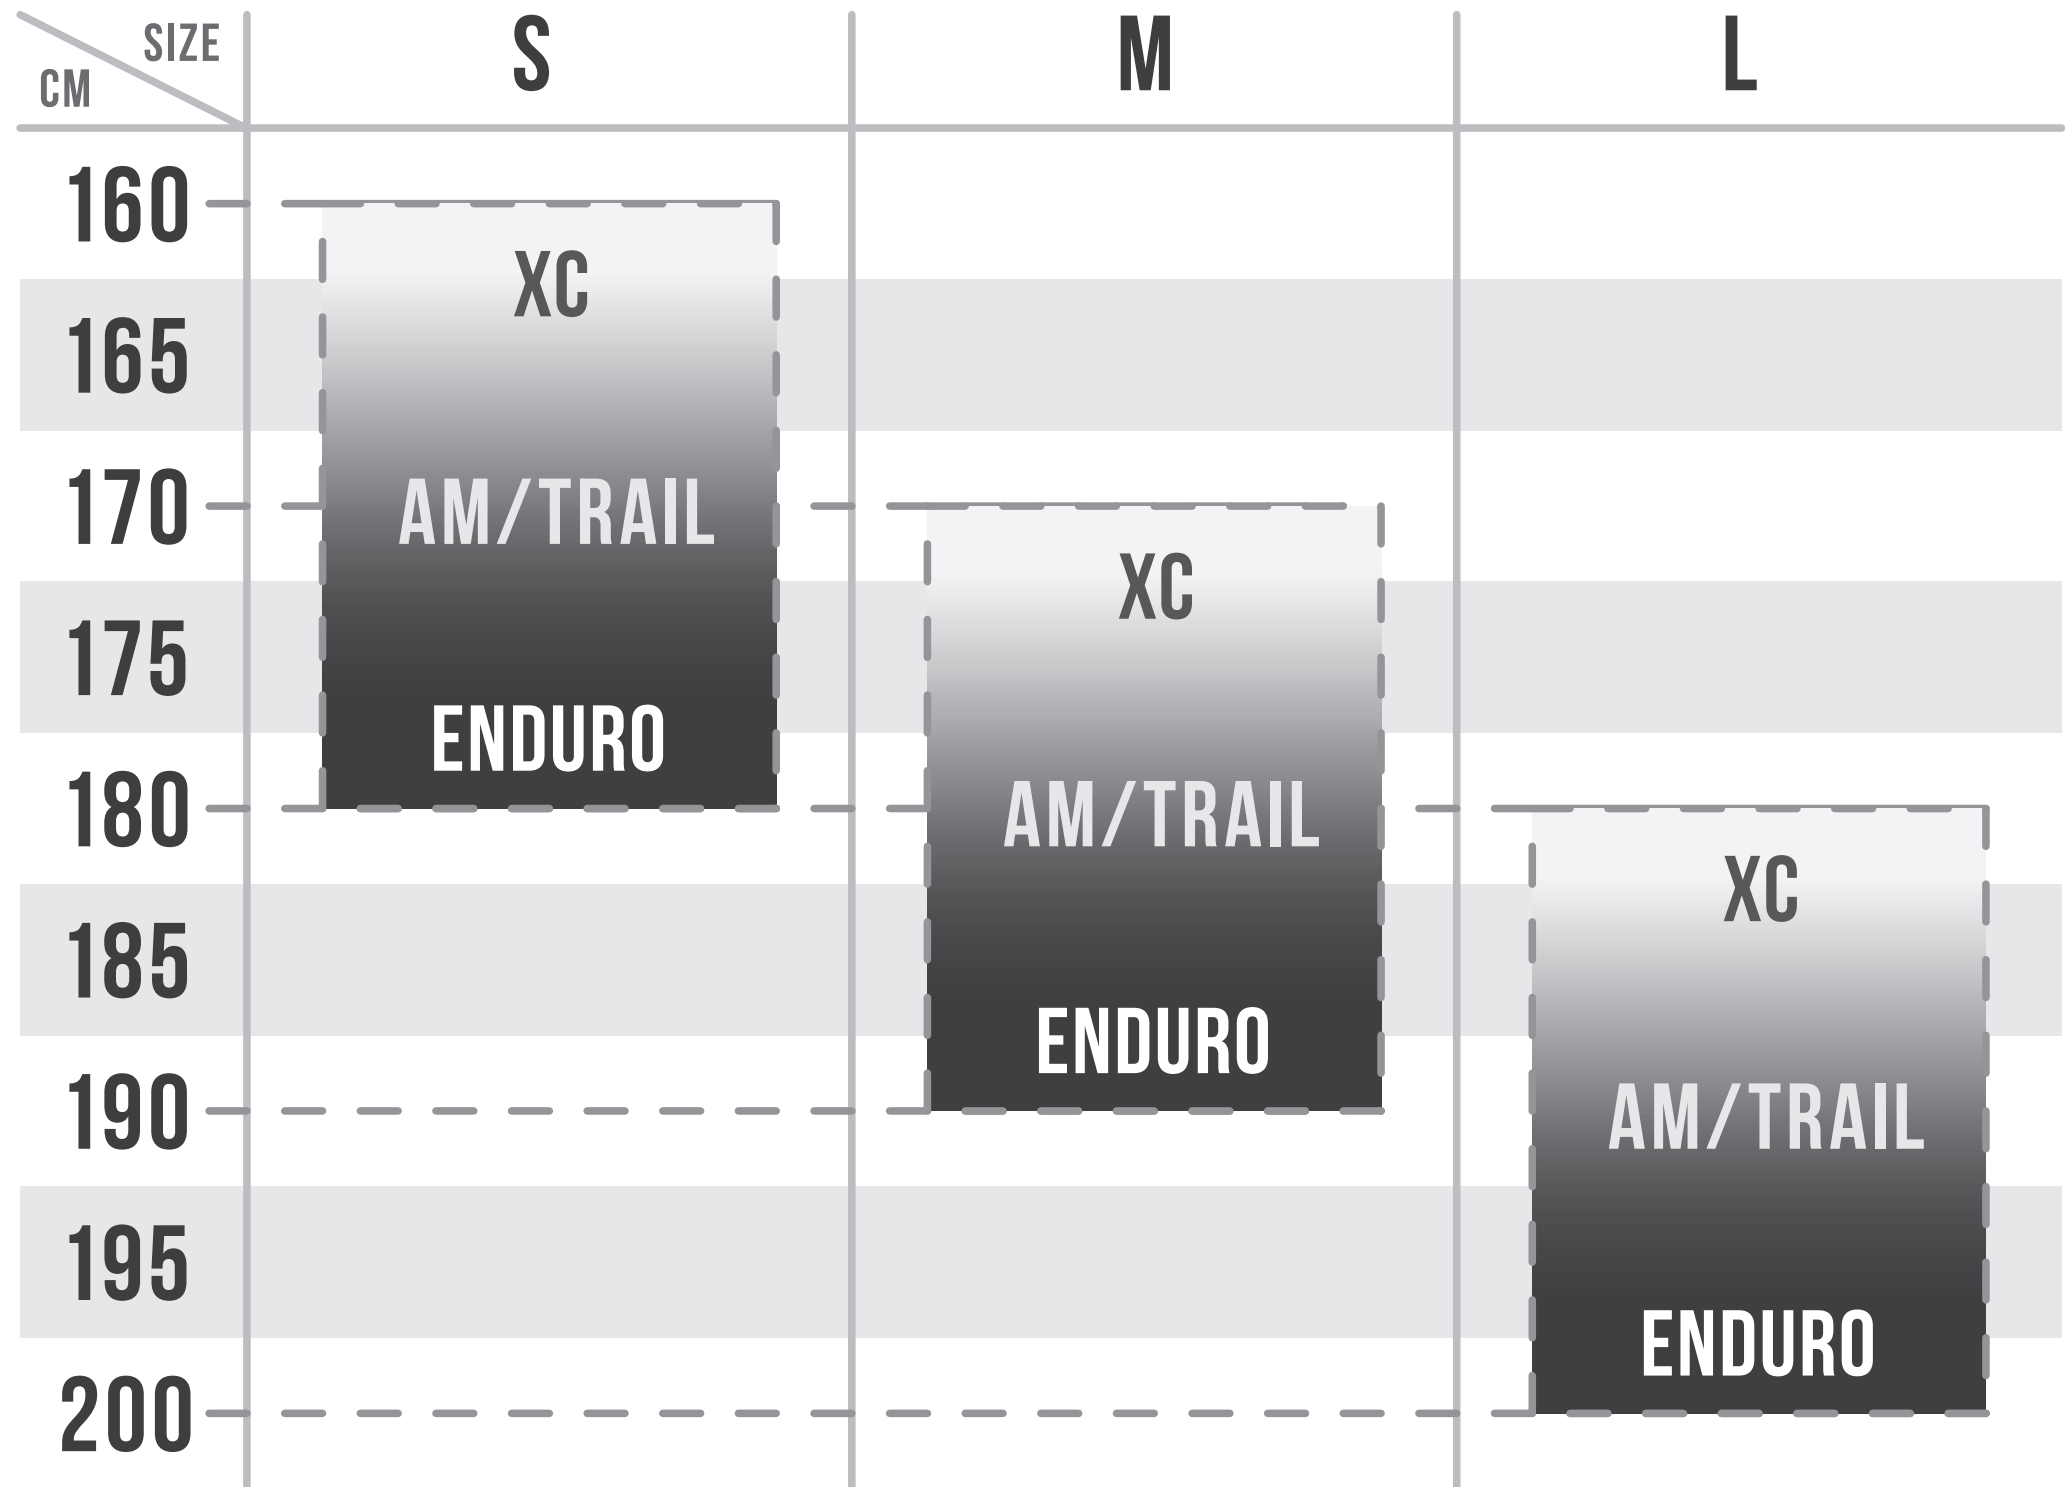 SIZE
CM
S M L
160
XC
165
170 AM/TRAIL
XC
175
ENDURO
180 AM/TRAIL
XC
185
ENDURO
190 AM/TRAIL
195
ENDURO
200